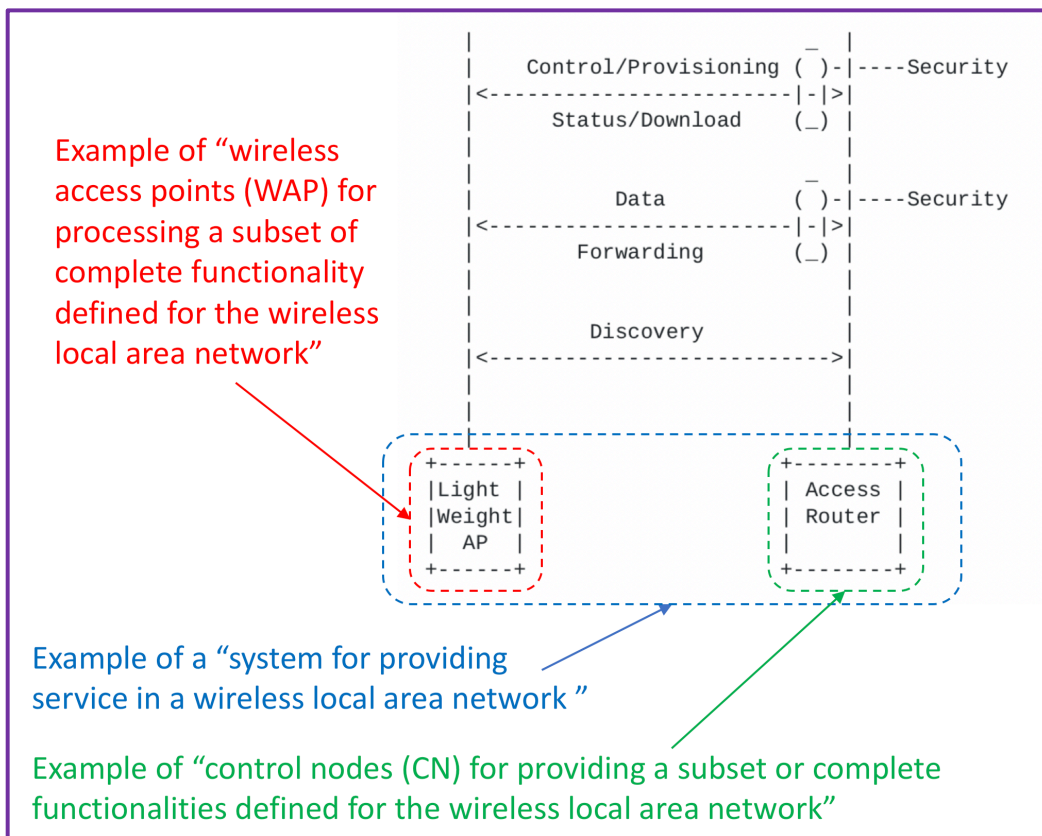 Control/Provisioning ( )-|----Security
|<------------------------|-|>|
Status/Download (_)
Example of “wireless
access points (WAP) for
processing a subset of
complete functionality
defined for the wireless
local area network”
Data ( )-|----Security
|<------------------------|-|>|
Forwarding (_)
Discovery
|<---------------------------->|
+------+ +--------+
|Light | | Access |
|Weight| | Router |
| AP | | |
+------+ +--------+
Example of a “system for providing
service in a wireless local area network ”
Example of “control nodes (CN) for providing a subset or complete
functionalities defined for the wireless local area network”